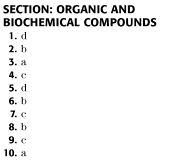 SECTION: ORGANIC AND
BIOCHEMICAL COMPOUNDS
1. d
2. b
3. a
4. c
5. d
6. b
7. c
8. b
9. c
10. a